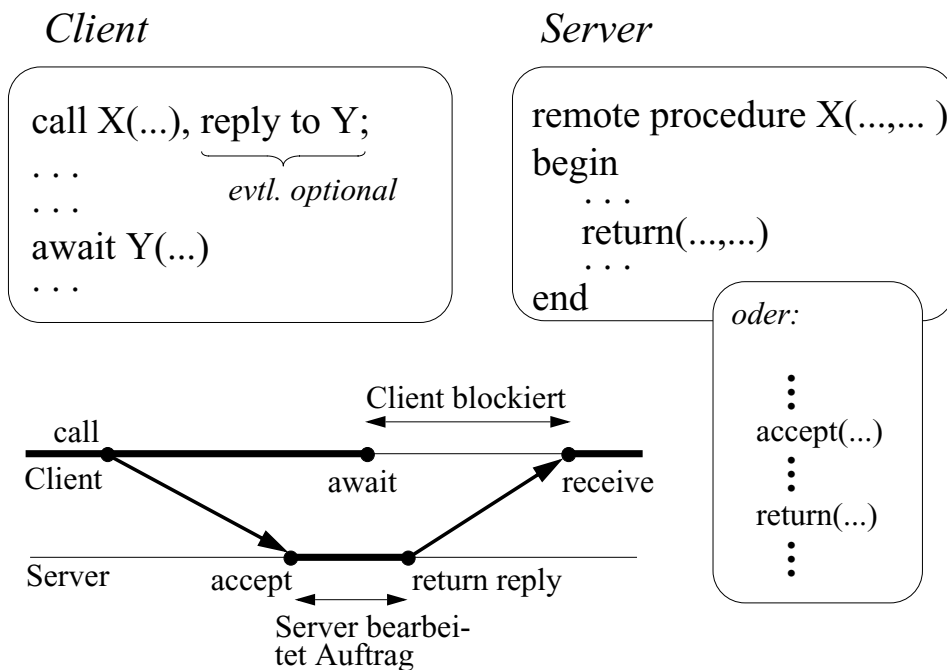 Client
call X(...), reply to Y;
evtl. optional
. . .
. . .
await Y(...)
. . .
Server
remote procedure X(...,... )
begin
. . .
return(...,...)
. . .
end
oder:
accept(...)
return(...)
Client blockiert
call
Client
await
receive
Server
accept
return reply
Server bearbei-
tet Auftrag